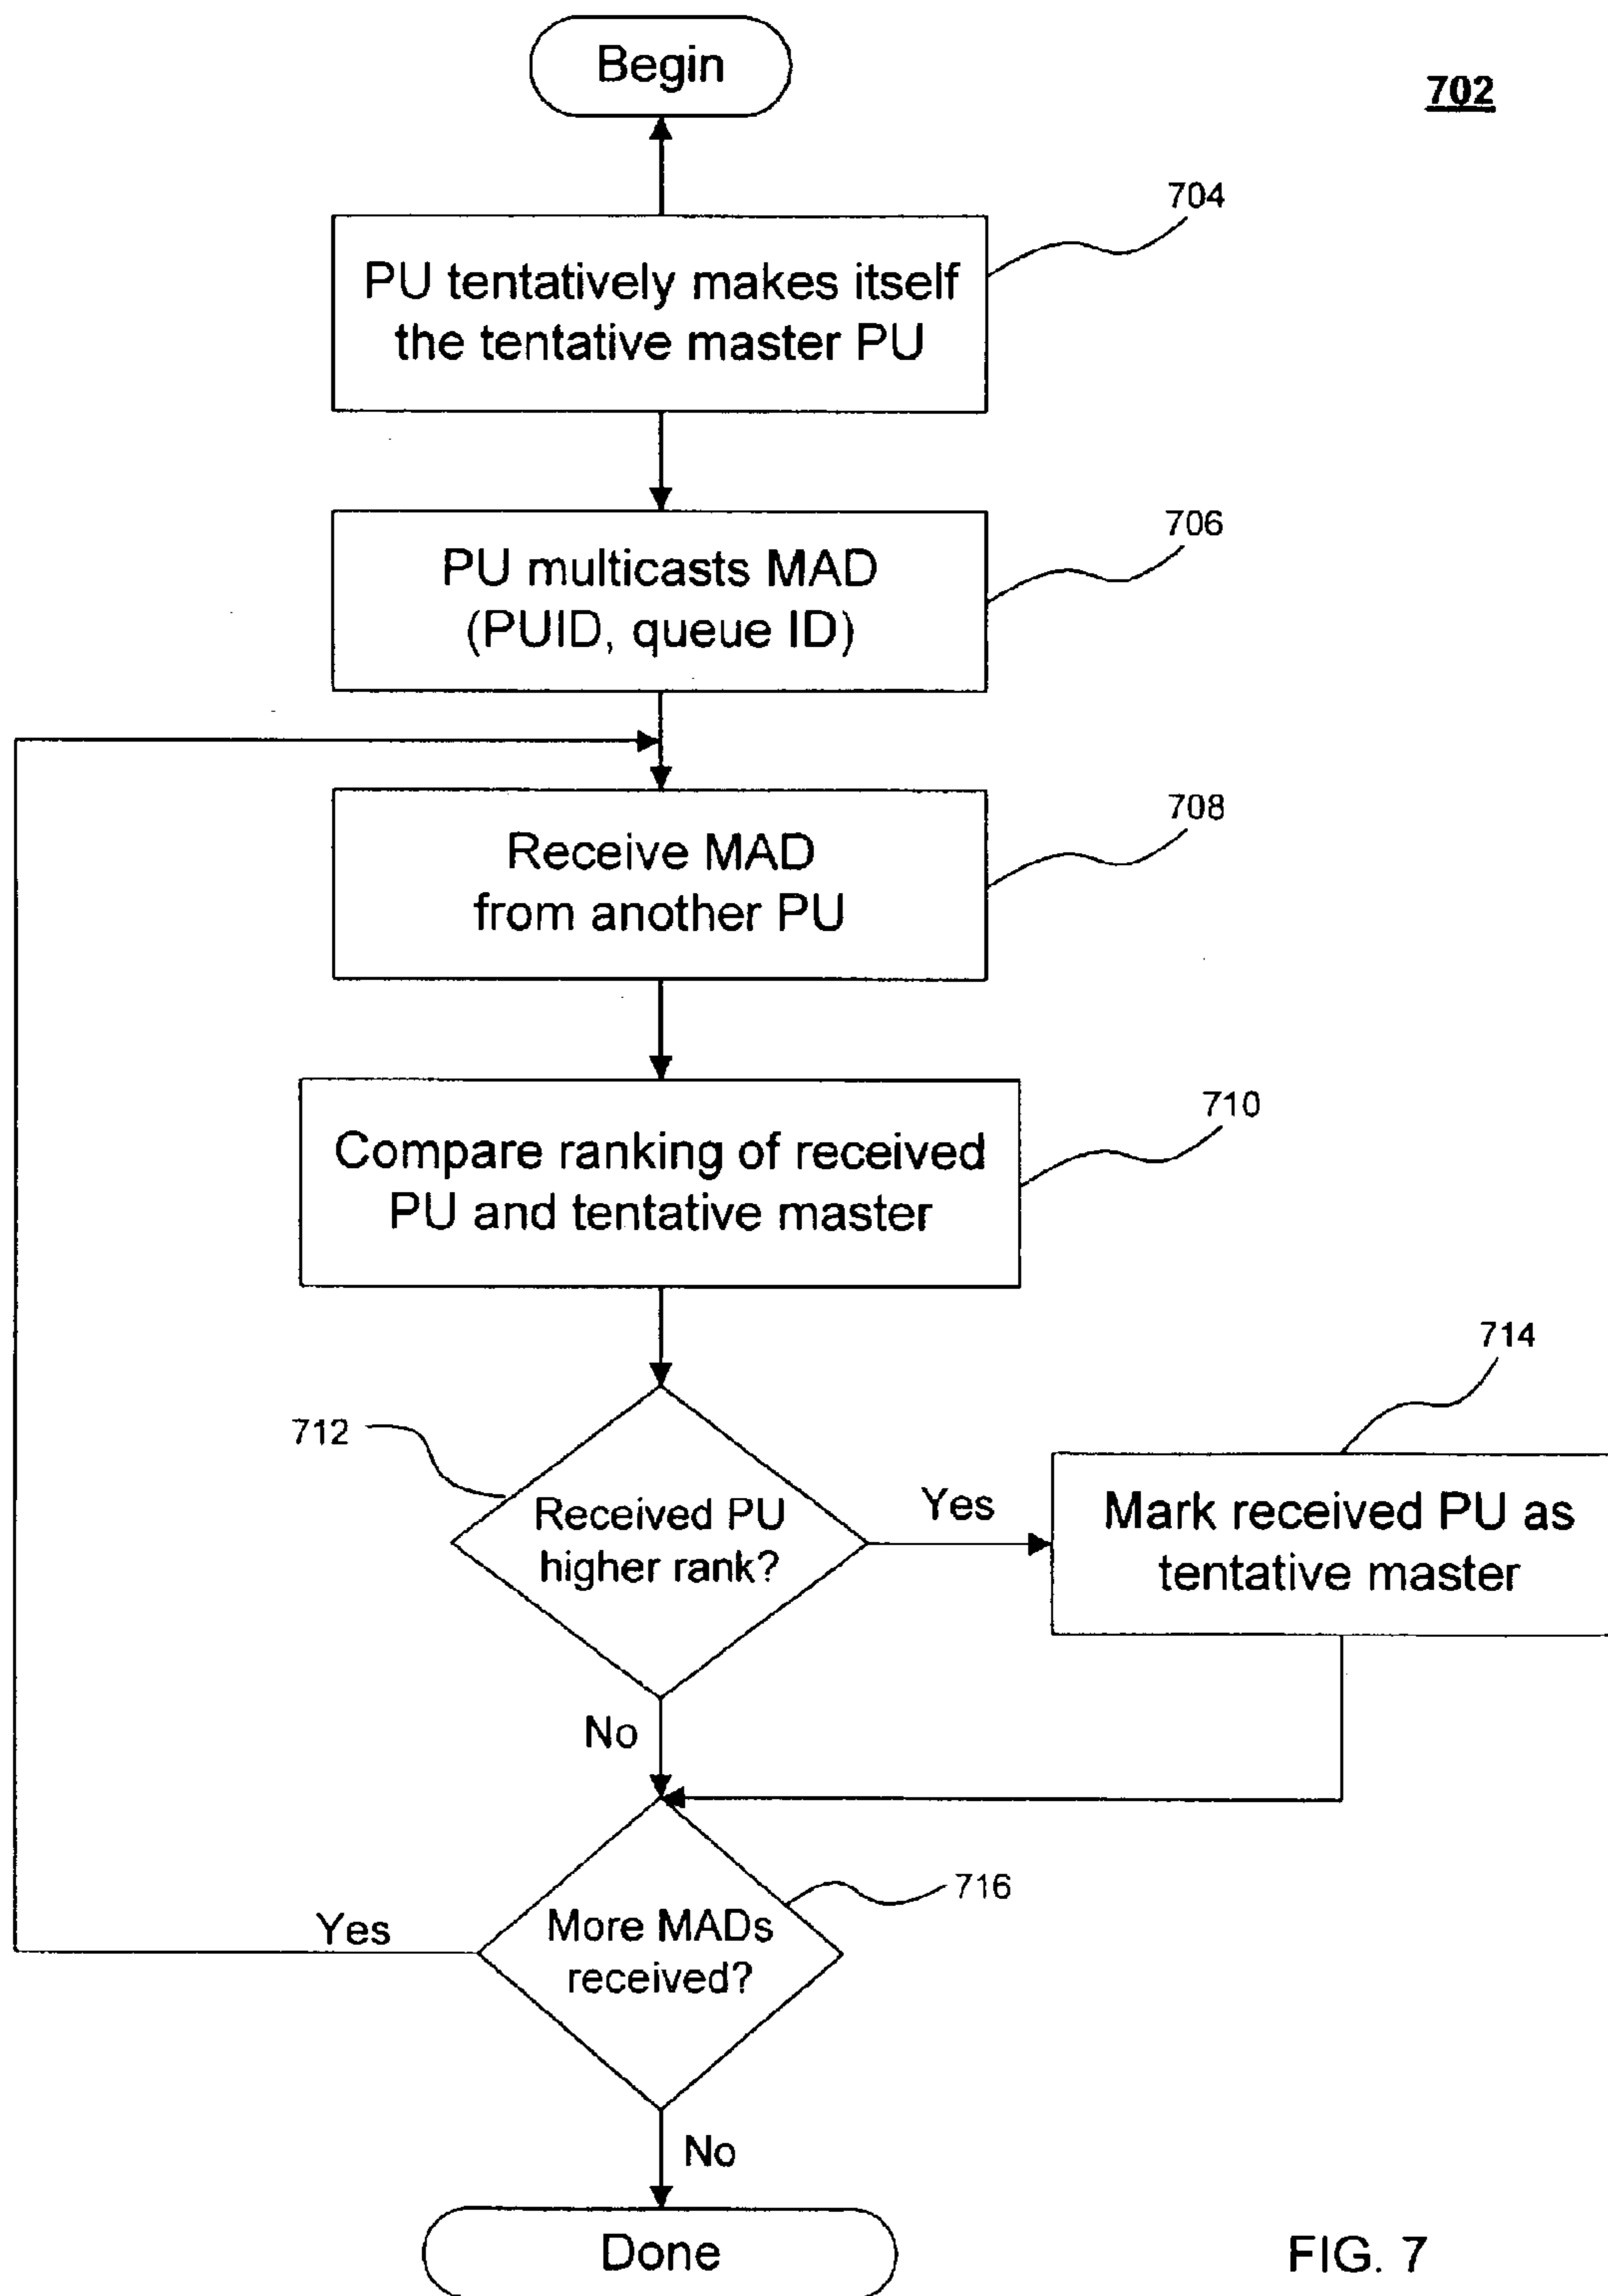 Begin
702
704
PU tentatively makes itself
the tentative master PU
706
PU multicasts MAD
(PUID, queue ID)
708
Receive MAD
from another PU
710
Compare ranking of received
PU and tentative master
714
712
Received PU
higher rank?
Yes
Mark received PU as
tentative master
No
716
More MADs
received?
Yes
No
Done
FIG. 7